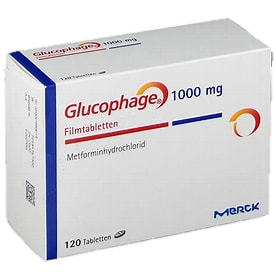 Glucophage® 1000 mg
Filmtabletten
Metforminhydrochlorid
MERCK
120 Tabletten